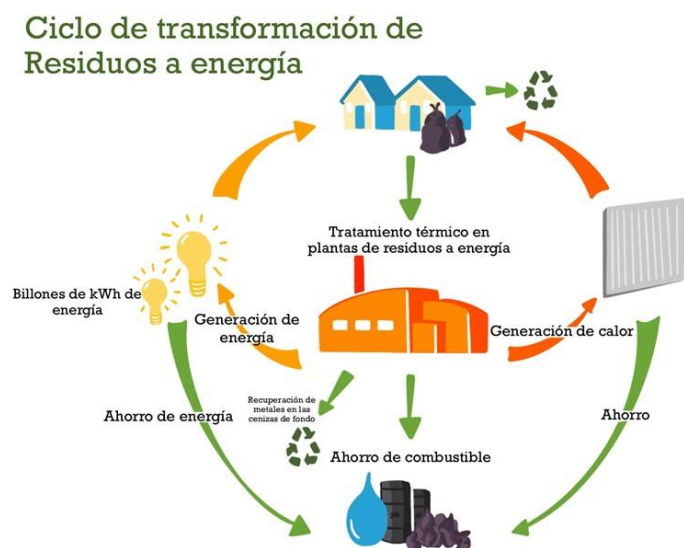 Ciclo de transformación de
Residuos a energía
Tratamiento térmico en
plantas de residuos a energía
Billones de kWh de
energía
Generación de
energía
Generación de calor
Recuperación de
metales en las
cenizas de fondo
Ahorro de energía
Ahorro
Ahorro de combustible